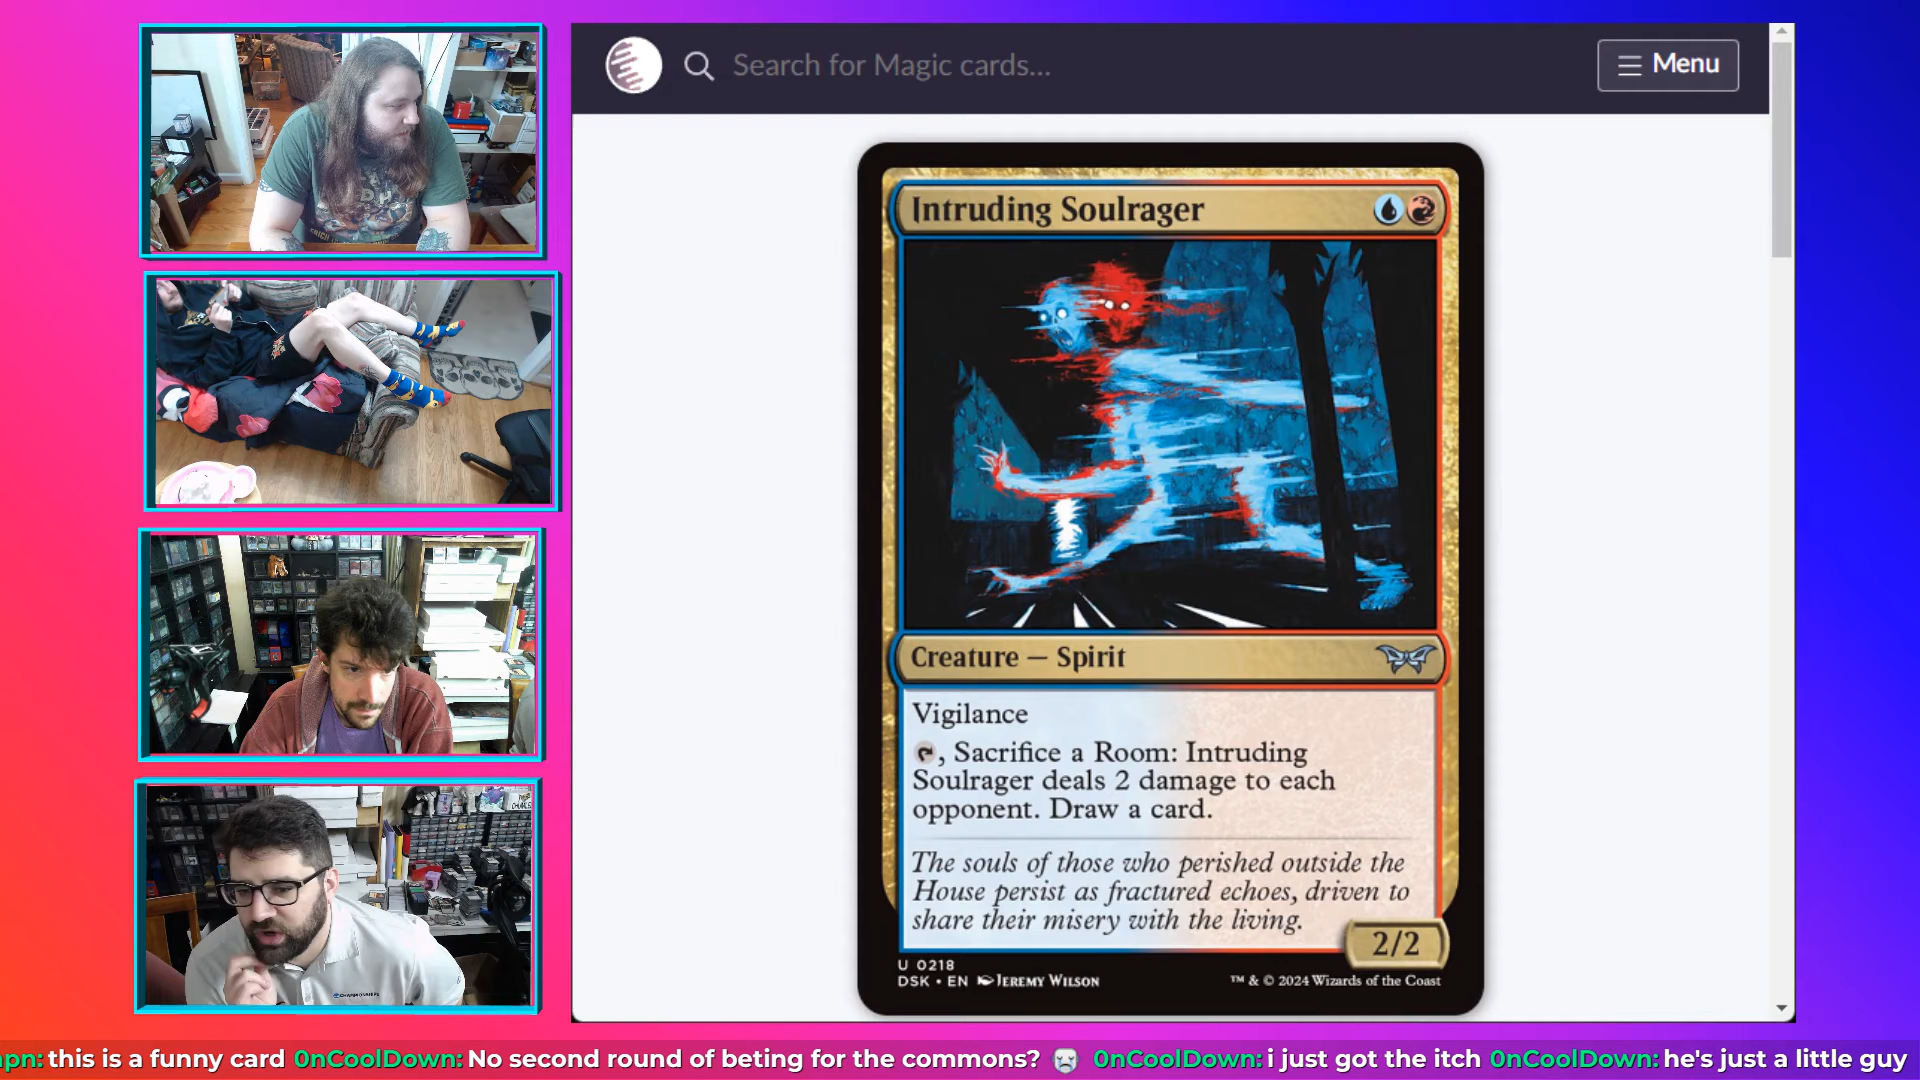 Search for Magic cards...
Menu
Intruding Soulrager
Creature — Spirit
Vigilance
, Sacrifice a Room: Intruding
Soulrager deals 2 damage to each
opponent. Draw a card.
The souls of those who perished outside the
House persist as fractured echoes, driven to
share their misery with the living.
2/2
U 0218
DSK • EN JEREMY WILSON
™ & © 2024 Wizards of the Coast
apn: this is a funny card 0nCoolDown: No second round of beting for the commons? 0nCoolDown: i just got the itch 0nCoolDown: he's just a little guy